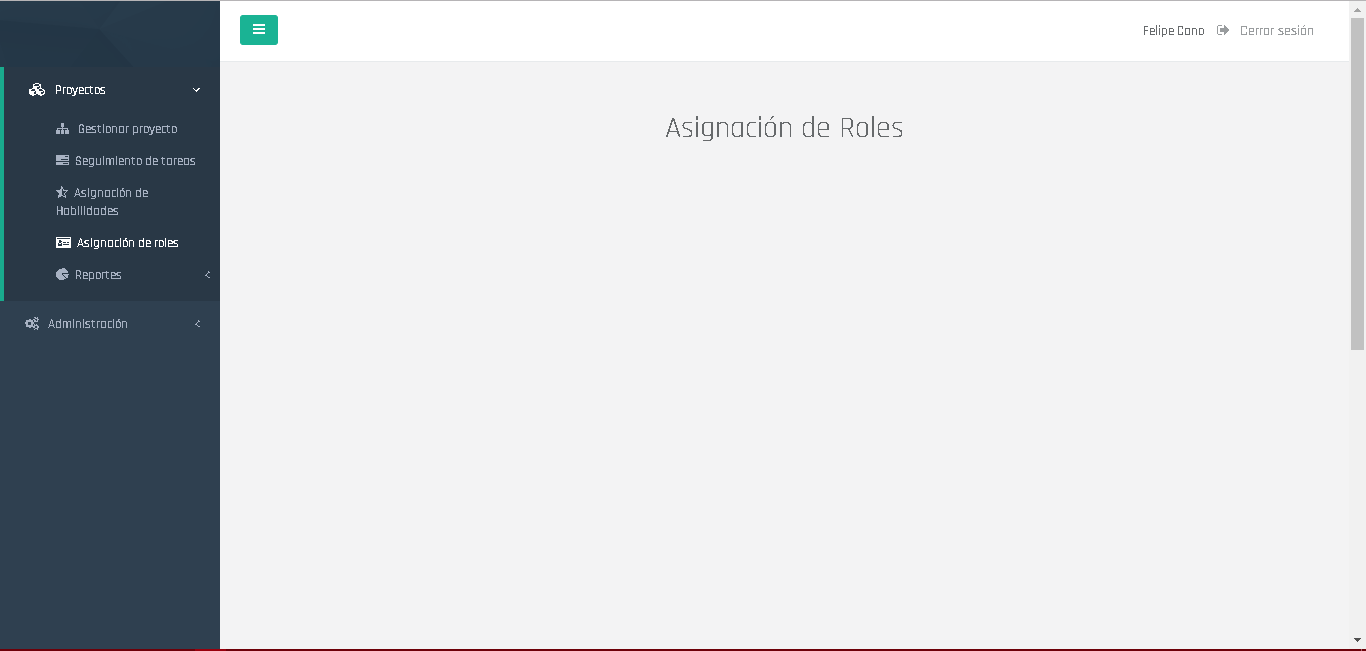 Felipe Cano Cerrar sesión
Proyectos
Gestionar proyecto
Seguimiento de tareas
Asignación de
Habilidades
Asignación de roles
Reportes
Administración
Asignación de Roles